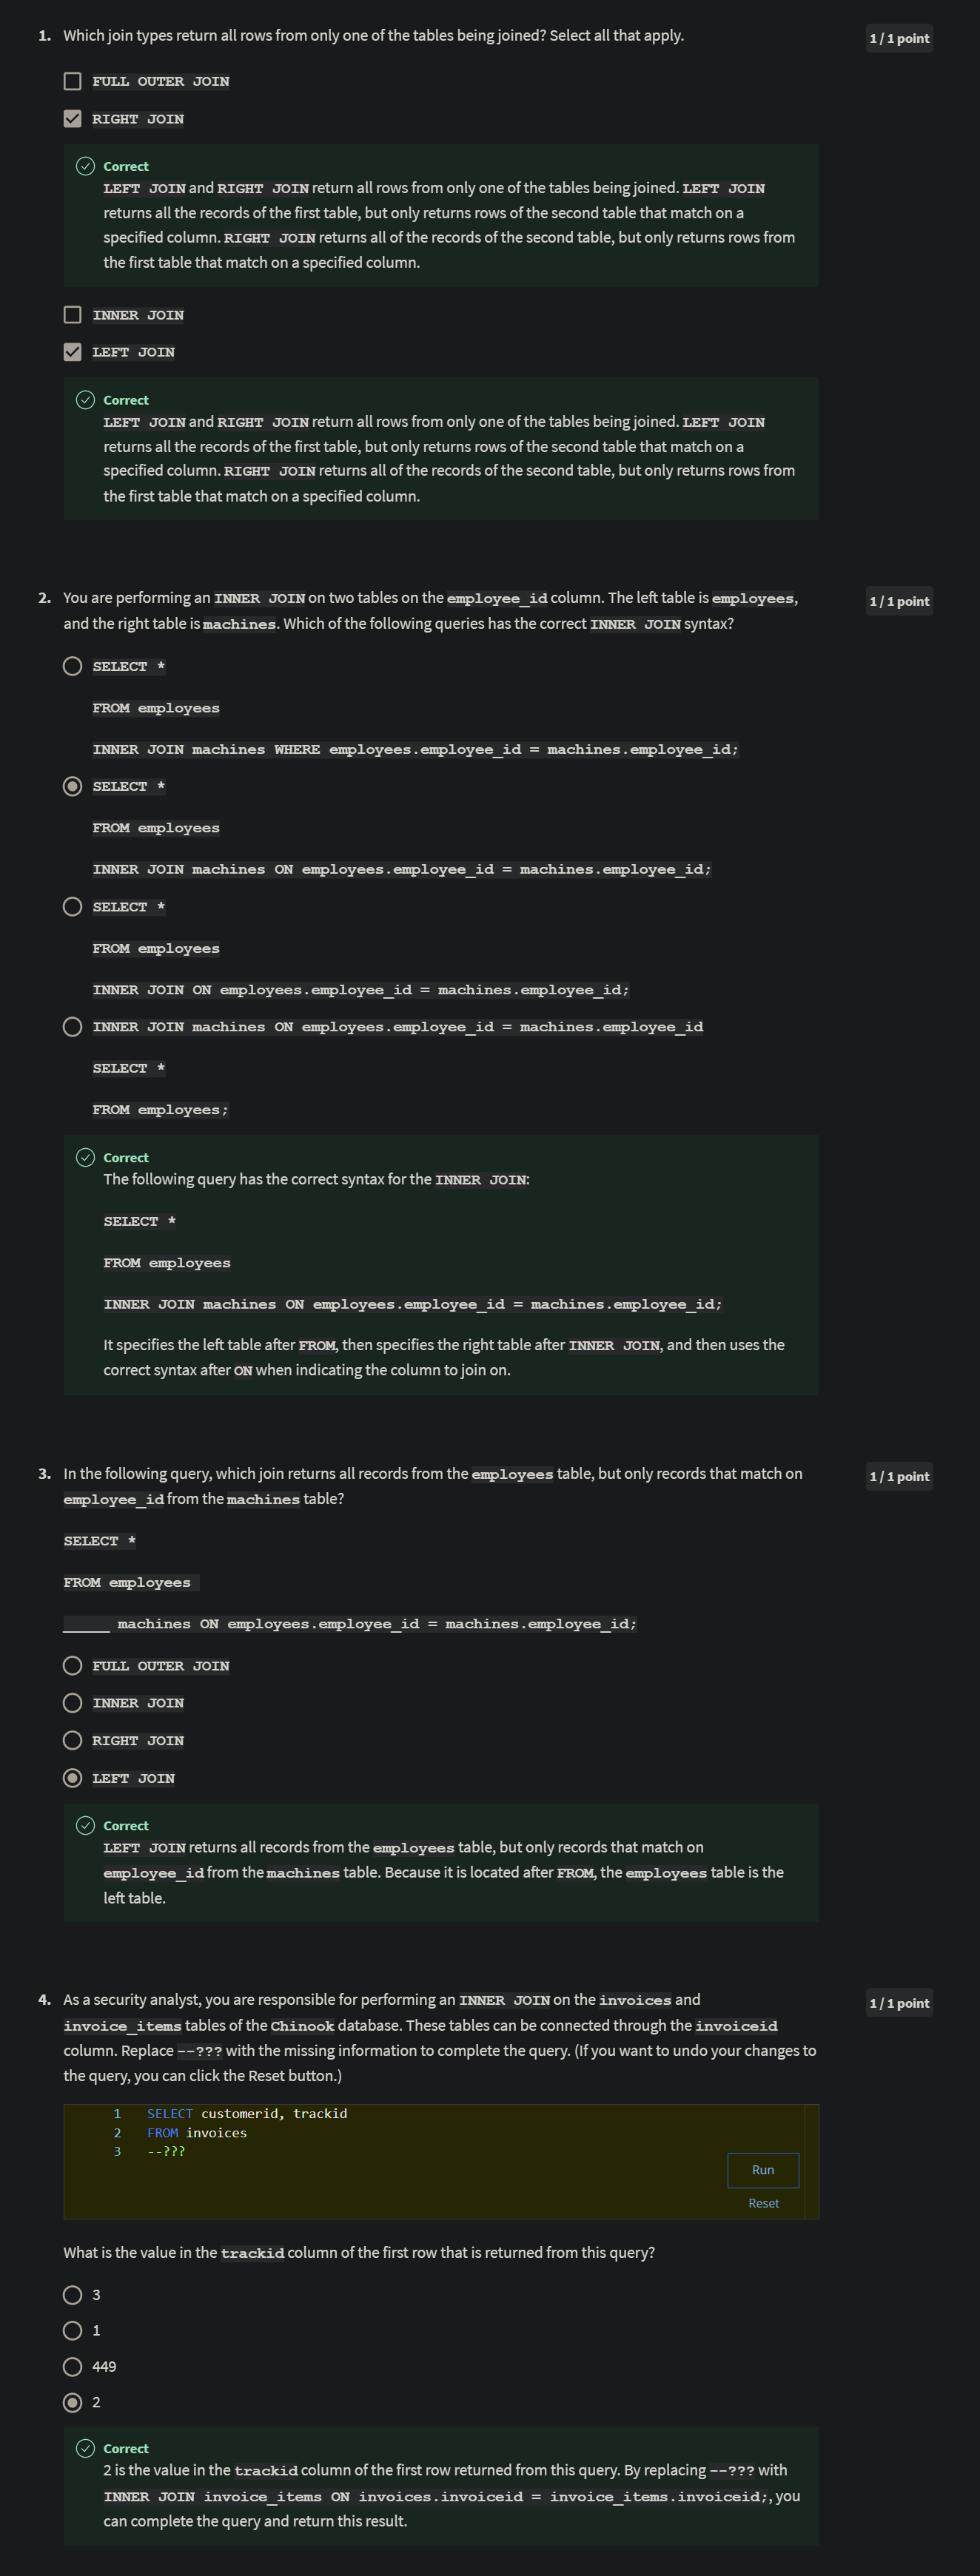 1. Which join types return all rows from only one of the tables being joined? Select all that apply.
1 / 1 point
FULL OUTER JOIN
RIGHT JOIN
Correct
LEFT JOIN and RIGHT JOIN return all rows from only one of the tables being joined. LEFT JOIN
returns all the records of the first table, but only returns rows of the second table that match on a
specified column. RIGHT JOIN returns all of the records of the second table, but only returns rows from
the first table that match on a specified column.
INNER JOIN
LEFT JOIN
Correct
LEFT JOIN and RIGHT JOIN return all rows from only one of the tables being joined. LEFT JOIN
returns all the records of the first table, but only returns rows of the second table that match on a
specified column. RIGHT JOIN returns all of the records of the second table, but only returns rows from
the first table that match on a specified column.
2. You are performing an INNER JOIN on two tables on the employee_id column. The left table is employees,
1 / 1 point
and the right table is machines. Which of the following queries has the correct INNER JOIN syntax?
SELECT *
FROM employees
INNER JOIN machines WHERE employees.employee_id = machines.employee_id;
SELECT *
FROM employees
INNER JOIN machines ON employees.employee_id = machines.employee_id;
SELECT *
FROM employees
INNER JOIN ON employees.employee_id = machines.employee_id;
INNER JOIN machines ON employees.employee_id = machines.employee_id
SELECT *
FROM employees;
Correct
The following query has the correct syntax for the INNER JOIN:
SELECT *
FROM employees
INNER JOIN machines ON employees.employee_id = machines.employee_id;
It specifies the left table after FROM, then specifies the right table after INNER JOIN, and then uses the
correct syntax after ON when indicating the column to join on.
3. In the following query, which join returns all records from the employees table, but only records that match on
1 / 1 point
employee_id from the machines table?
SELECT *
FROM employees
_____ machines ON employees.employee_id = machines.employee_id;
FULL OUTER JOIN
INNER JOIN
RIGHT JOIN
LEFT JOIN
Correct
LEFT JOIN returns all records from the employees table, but only records that match on
employee_id from the machines table. Because it is located after FROM, the employees table is the
left table.
4. As a security analyst, you are responsible for performing an INNER JOIN on the invoices and
1 / 1 point
invoice_items tables of the Chinook database. These tables can be connected through the invoiceid
column. Replace --??? with the missing information to complete the query. (If you want to undo your changes to
the query, you can click the Reset button.)
1 SELECT customerid, trackid
2 FROM invoices
3 --???
Run
Reset
What is the value in the trackid column of the first row that is returned from this query?
3
1
449
2
Correct
2 is the value in the trackid column of the first row returned from this query. By replacing --??? with
INNER JOIN invoice_items ON invoices.invoiceid = invoice_items.invoiceid;, you
can complete the query and return this result.